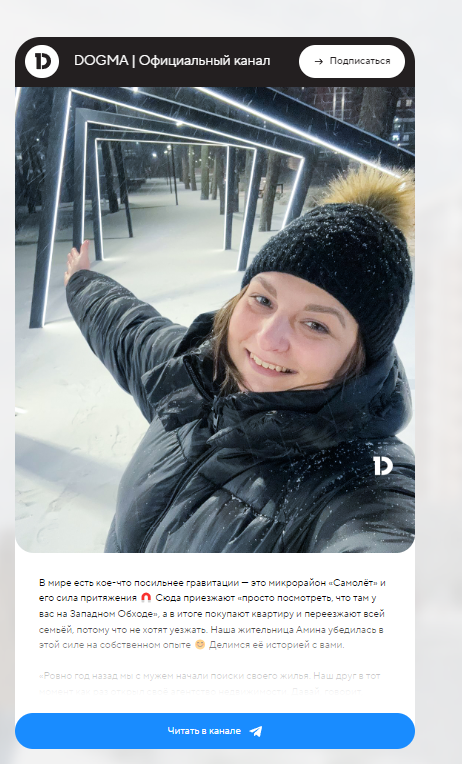 DOGMA | Официальный канал
→ Подписаться
D
В мире есть кое-что посильнее гравитации — это микрорайон «Самолёт» и
его сила притяжения 🧲 Сюда приезжают «просто посмотреть, что там у
вас на Западном Обходе», а в итоге покупают квартиру и переезжают всей
семьёй, потому что не хотят уезжать. Наша жительница Амина убедилась в
этой силе на собственном опыте 😊 Делимся её историей с вами.
«Ровно год назад мы с мужем начали поиски своего жилья. Наш друг в тот
Читать в канале